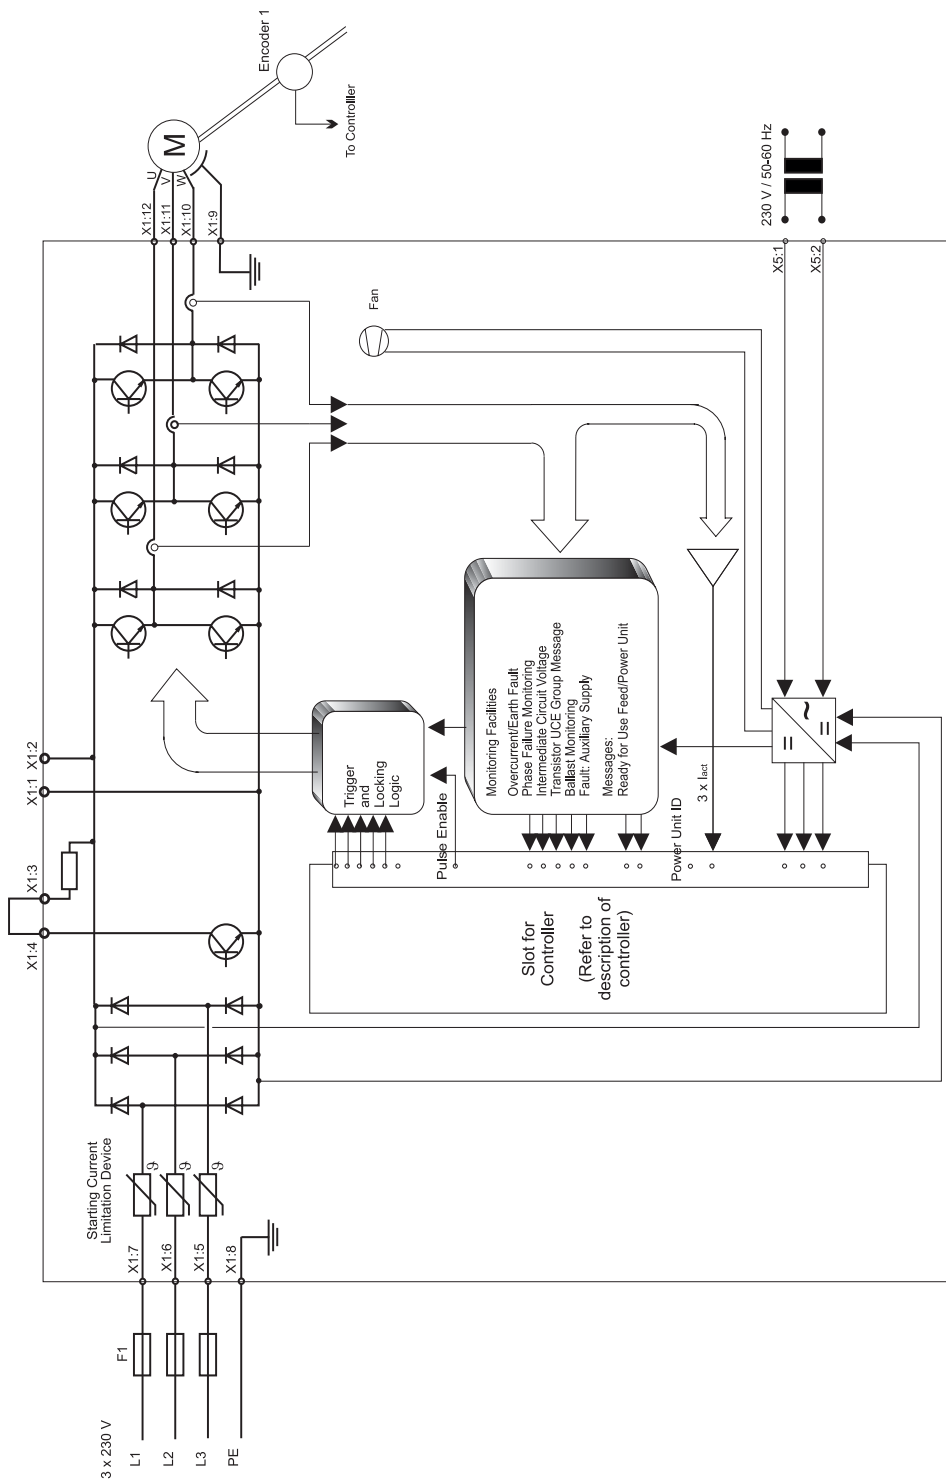 3 x 230 V
L1
L2
L3
PE
F1
X1:7
X1:6
X1:5
X1:8
Starting Current
Limitation Device
ϑ
ϑ
ϑ
X1:4
X1:3
X1:1
X1:2
Trigger
and
Locking
Logic
Pulse Enable
Monitoring Facilities
Overcurrent/Earth Fault
Phase Failure Monitoring
Intermediate Circuit Voltage
Transistor UCE Group Message
Ballast Monitoring
Fault: Auxiliary Supply
Messages:
Ready for Use Feed/Power Unit
Power Unit ID
3 x Iact
Slot for
Controller
(Refer to
description of
controller)
=
~
=
Fan
X1:12
X1:11
X1:10
X1:9
U
V
W
M
Encoder 1
To Controlller
230 V / 50-60 Hz
X5:1
X5:2